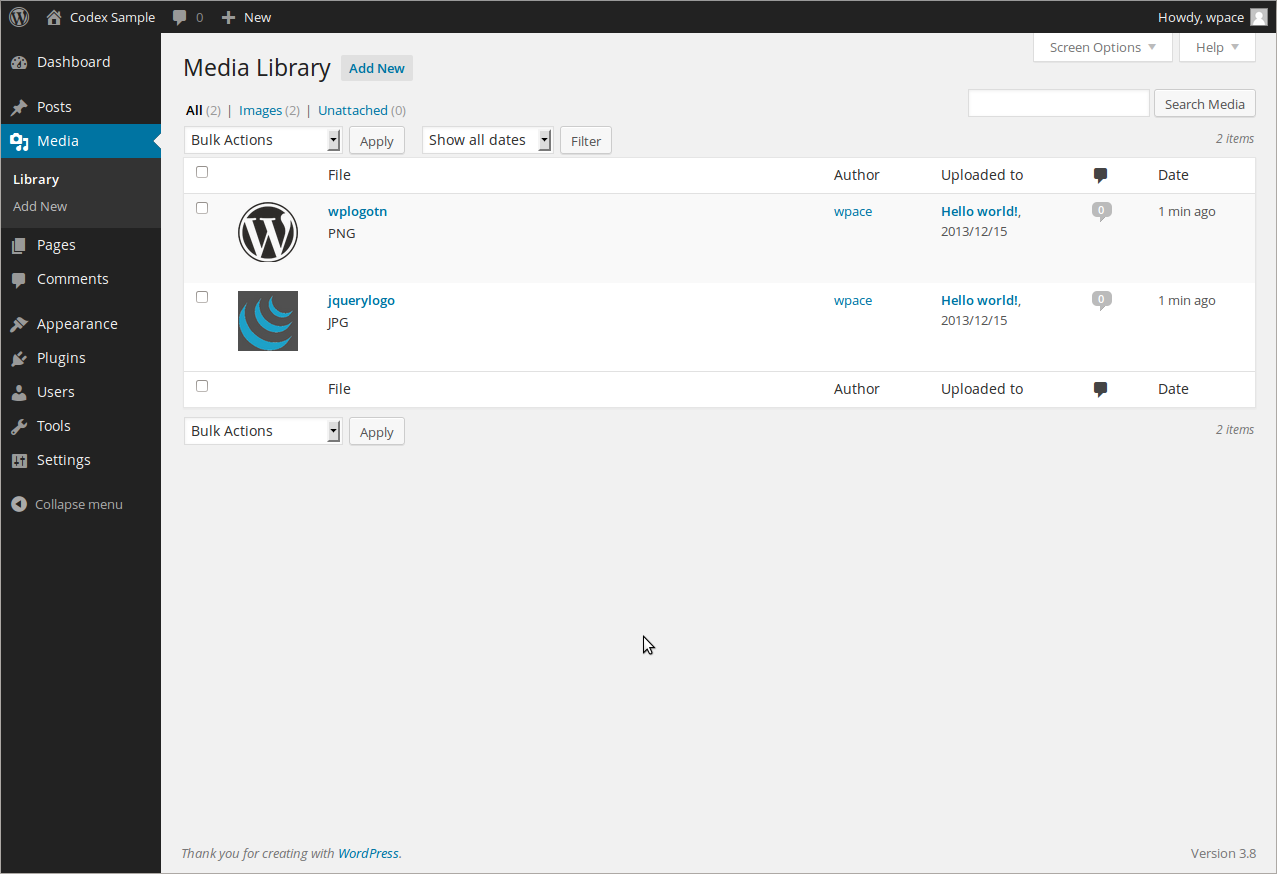 Codex Sample 0 New Howdy, wpace
Screen Options Help
Dashboard
Posts
Media
Library
Add New
Pages
Comments
Appearance
Plugins
Users
Tools
Settings
Collapse menu
Media Library Add New
All (2) | Images (2) | Unattached (0)
Search Media
Bulk Actions Apply Show all dates Filter 2 items
File Author Uploaded to Date
wplogotn wpace Hello world!, 0 1 min ago
PNG 2013/12/15
jquerylogo wpace Hello world!, 0 1 min ago
JPG 2013/12/15
File Author Uploaded to Date
Bulk Actions Apply 2 items
Thank you for creating with WordPress. Version 3.8